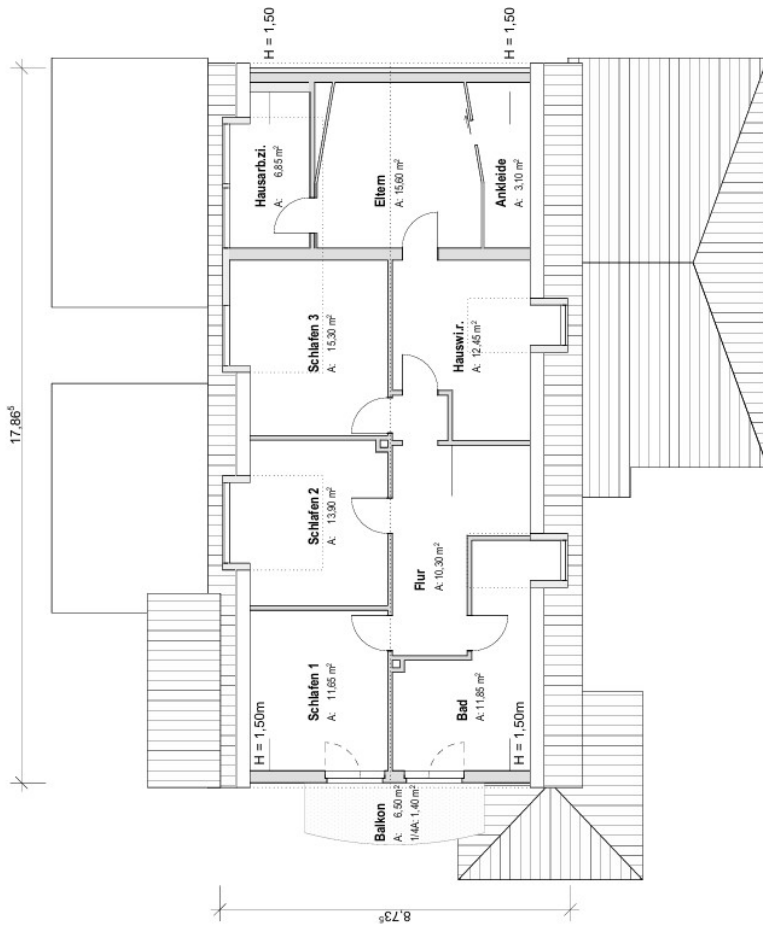 17,86⁵
H = 1,50
H = 1,50
Hausarb.zi.
A: 6,85 m²
Eltern
A: 15,60 m²
Ankleide
A: 3,10 m²
Schlafen 3
A: 15,30 m²
Hauswi.r.
A: 12,45 m²
Schlafen 2
A: 13,90 m²
Flur
A: 10,30 m²
Schlafen 1
A: 11,65 m²
Bad
A: 11,85 m²
H = 1,50m
H = 1,50m
Balkon
A: 6,50 m²
1/4A: 1,40 m²
8,73⁵